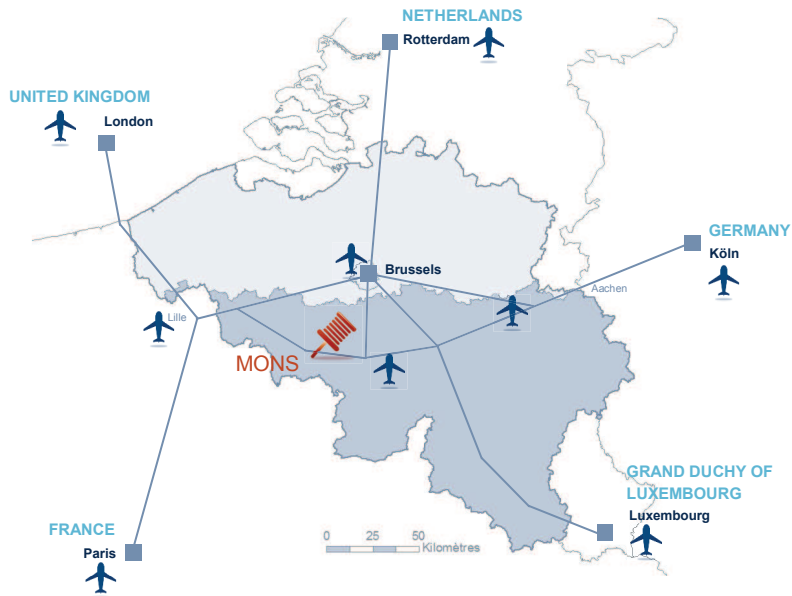 NETHERLANDS
Rotterdam
UNITED KINGDOM
London
GERMANY
Köln
Brussels
Aachen
Lille
MONS
GRAND DUCHY OF
LUXEMBOURG
Luxembourg
FRANCE
Paris
0 25 50
Kilomètres